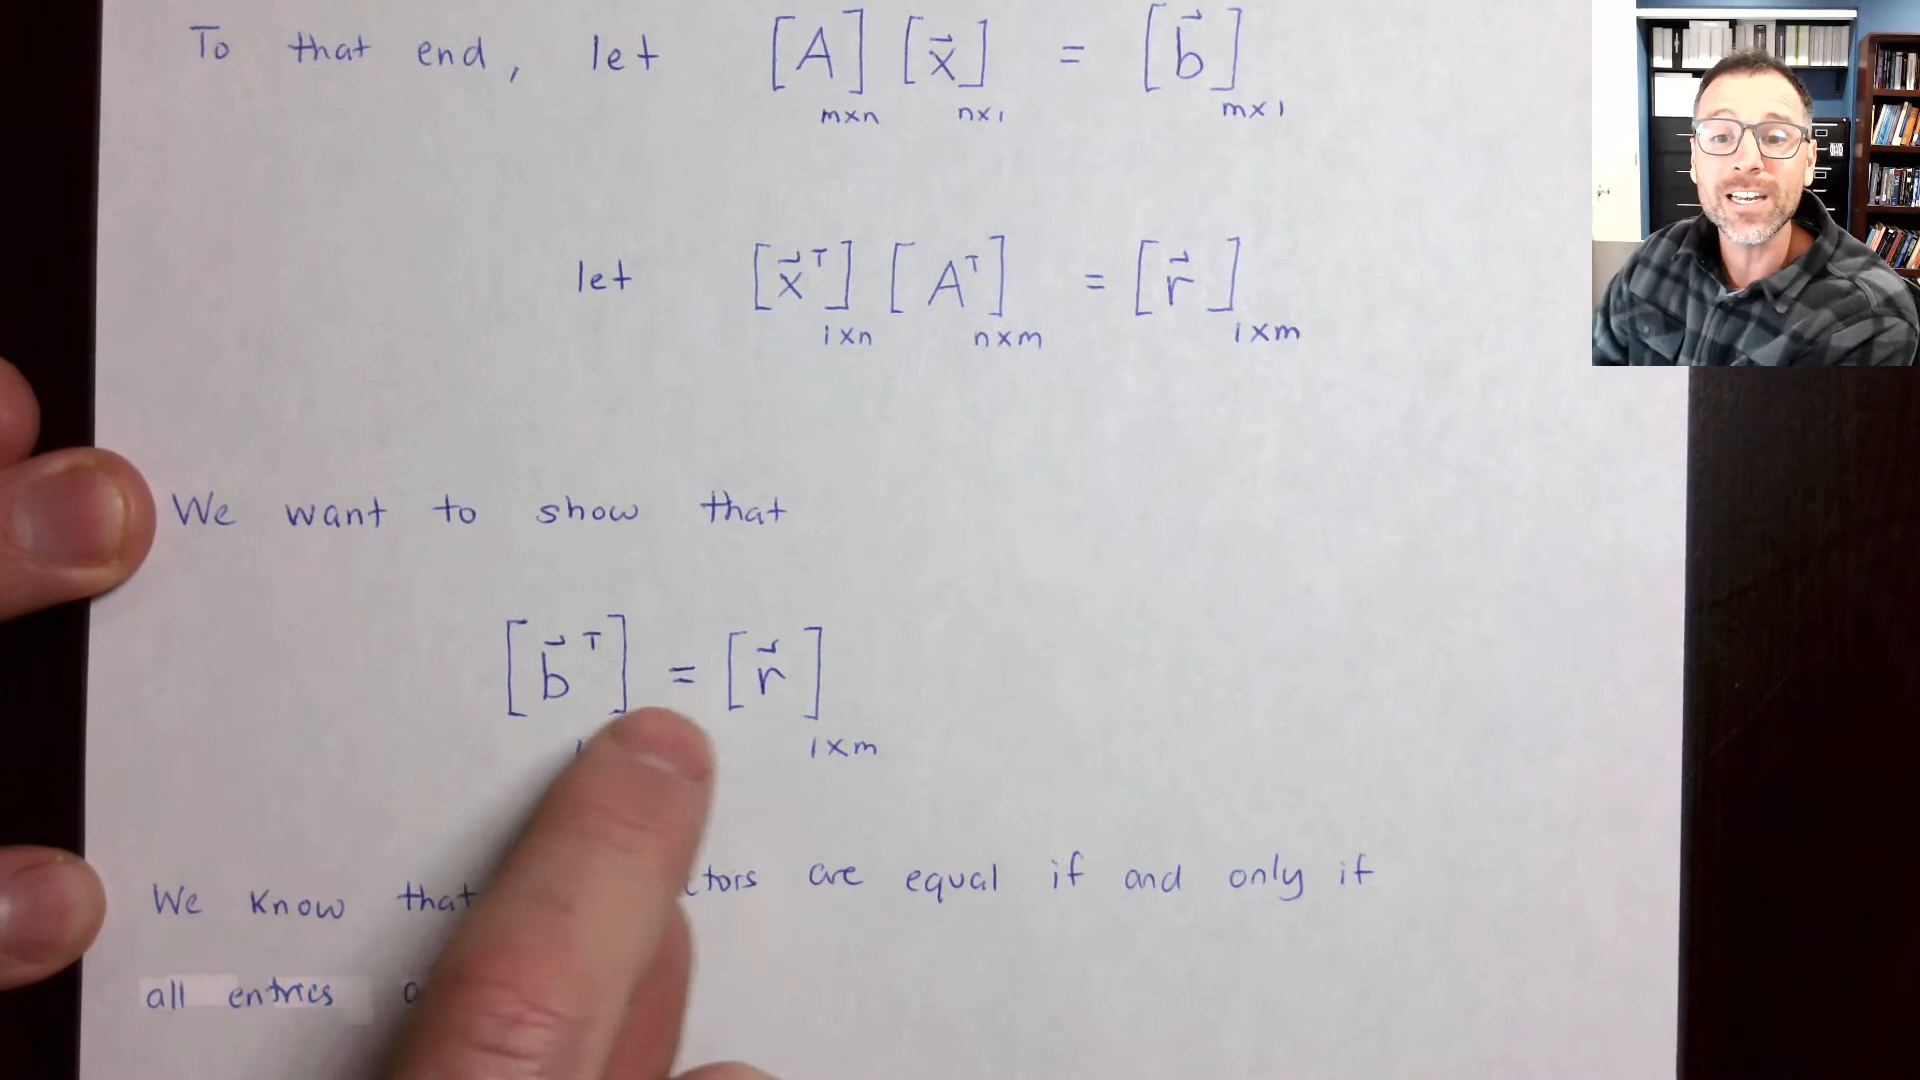 To that end, let [A] [x⃗] = [b⃗]
mxn nx1 mx1
let [x⃗ᵀ] [Aᵀ] = [r⃗]
1xn nxm 1xm
We want to show that
[b⃗ᵀ] = [r⃗]
1xm
We know that are equal if and only if
all entries